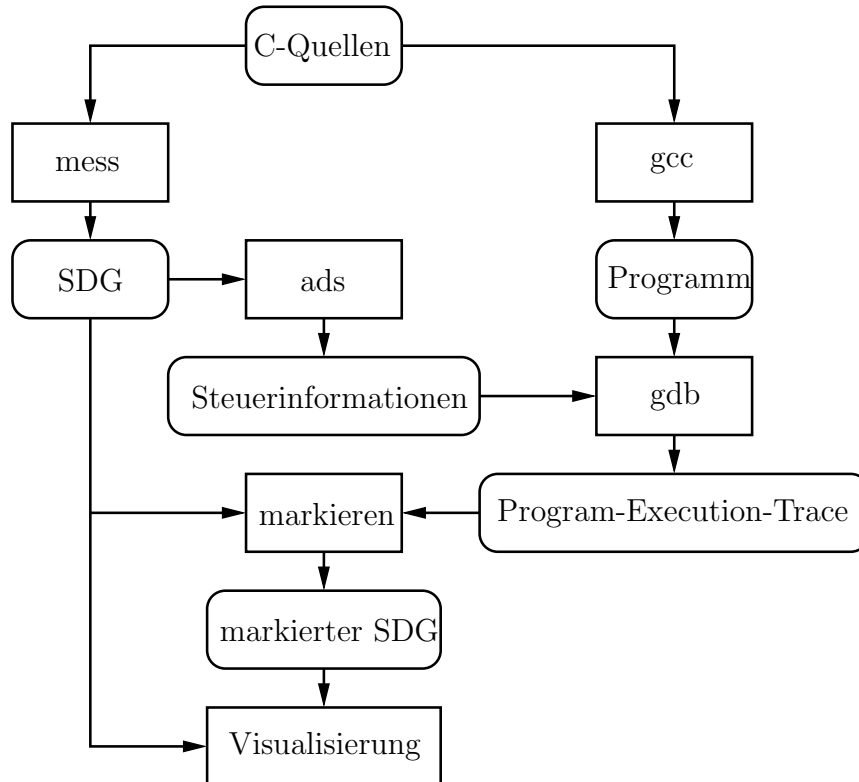 C-Quellen
mess
gcc
SDG
ads
Programm
Steuerinformationen
gdb
markieren
Program-Execution-Trace
markierter SDG
Visualisierung